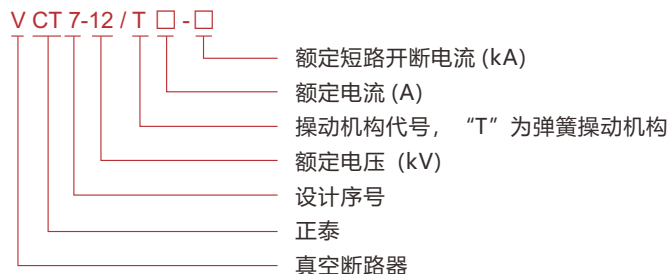 V CT 7-12 / T □ - □
额定短路开断电流 (kA)
额定电流 (A)
操动机构代号， “T”为弹簧操动机构
额定电压 (kV)
设计序号
正泰
真空断路器